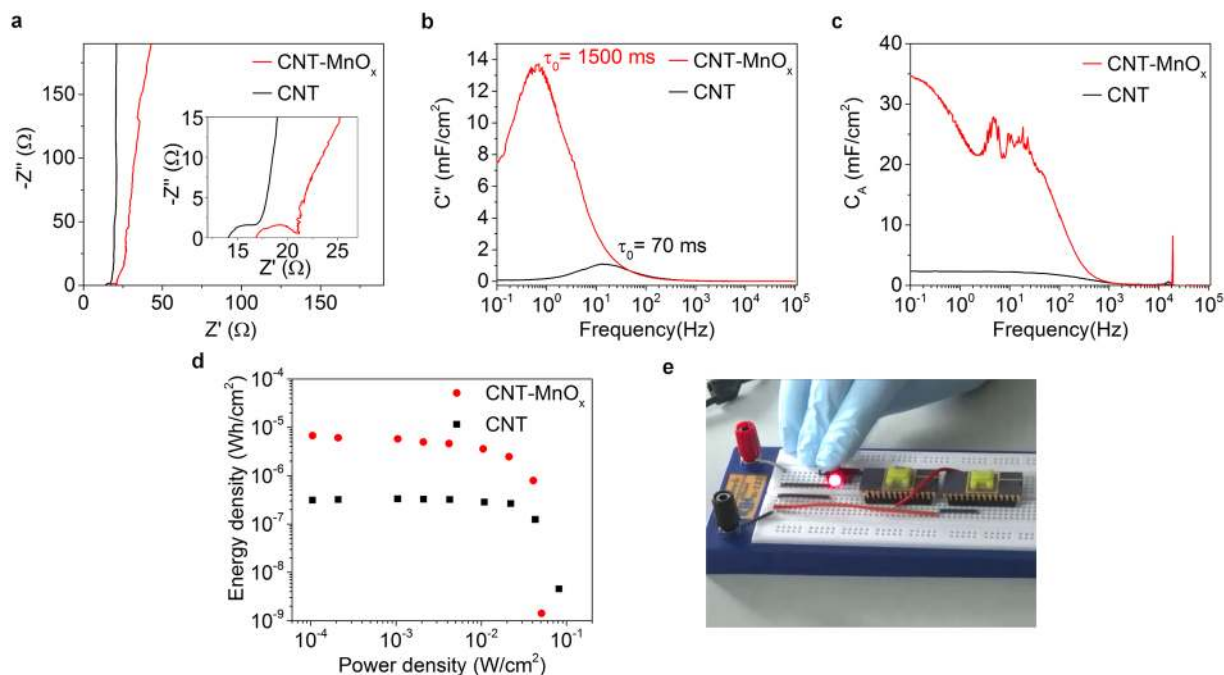 a
-Z'' (Ω)
150
100
50
0
0
50
100
150
Z' (Ω)
CNT-MnOₓ
CNT
-Z'' (Ω)
15
10
5
0
15
20
25
Z' (Ω)
b
C'' (mF/cm²)
14
12
10
8
6
4
2
0
τ₀= 1500 ms
CNT-MnOₓ
CNT
τ₀= 70 ms
10⁻¹
10⁰
10¹
10²
10³
10⁴
10⁵
Frequency(Hz)
c
C_A (mF/cm²)
40
30
20
10
0
CNT-MnOₓ
CNT
10⁻¹
10⁰
10¹
10²
10³
10⁴
10⁵
Frequency(Hz)
d
Energy density (Wh/cm²)
10⁻⁴
10⁻⁵
10⁻⁶
10⁻⁷
10⁻⁸
10⁻⁹
CNT-MnOₓ
CNT
10⁻⁴
10⁻³
10⁻²
10⁻¹
Power density (W/cm²)
e